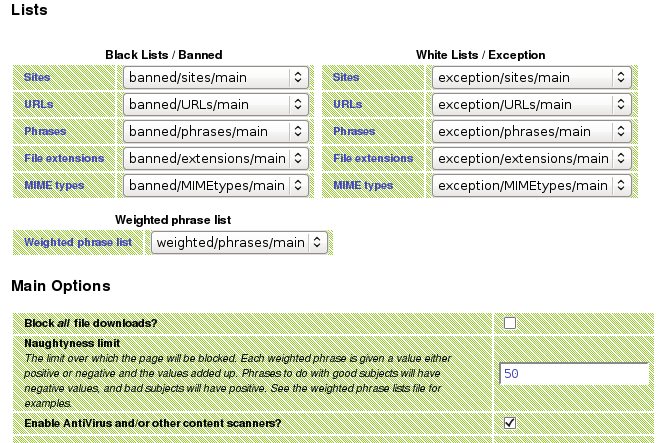 Lists
Black Lists / Banned White Lists / Exception
Sites banned/sites/main Sites exception/sites/main
URLs banned/URLs/main URLs exception/URLs/main
Phrases banned/phrases/main Phrases exception/phrases/main
File extensions banned/extensions/main File extensions exception/extensions/main
MIME types banned/MIMEtypes/main MIME types exception/MIMEtypes/main
Weighted phrase list
Weighted phrase list weighted/phrases/main
Main Options
Block all file downloads?
Naughtyness limit
The limit over which the page will be blocked. Each weighted phrase is given a value either
positive or negative and the values added up. Phrases to do with good subjects will have
negative values, and bad subjects will have positive. See the weighted phrase lists file for
examples.
50
Enable AntiVirus and/or other content scanners?